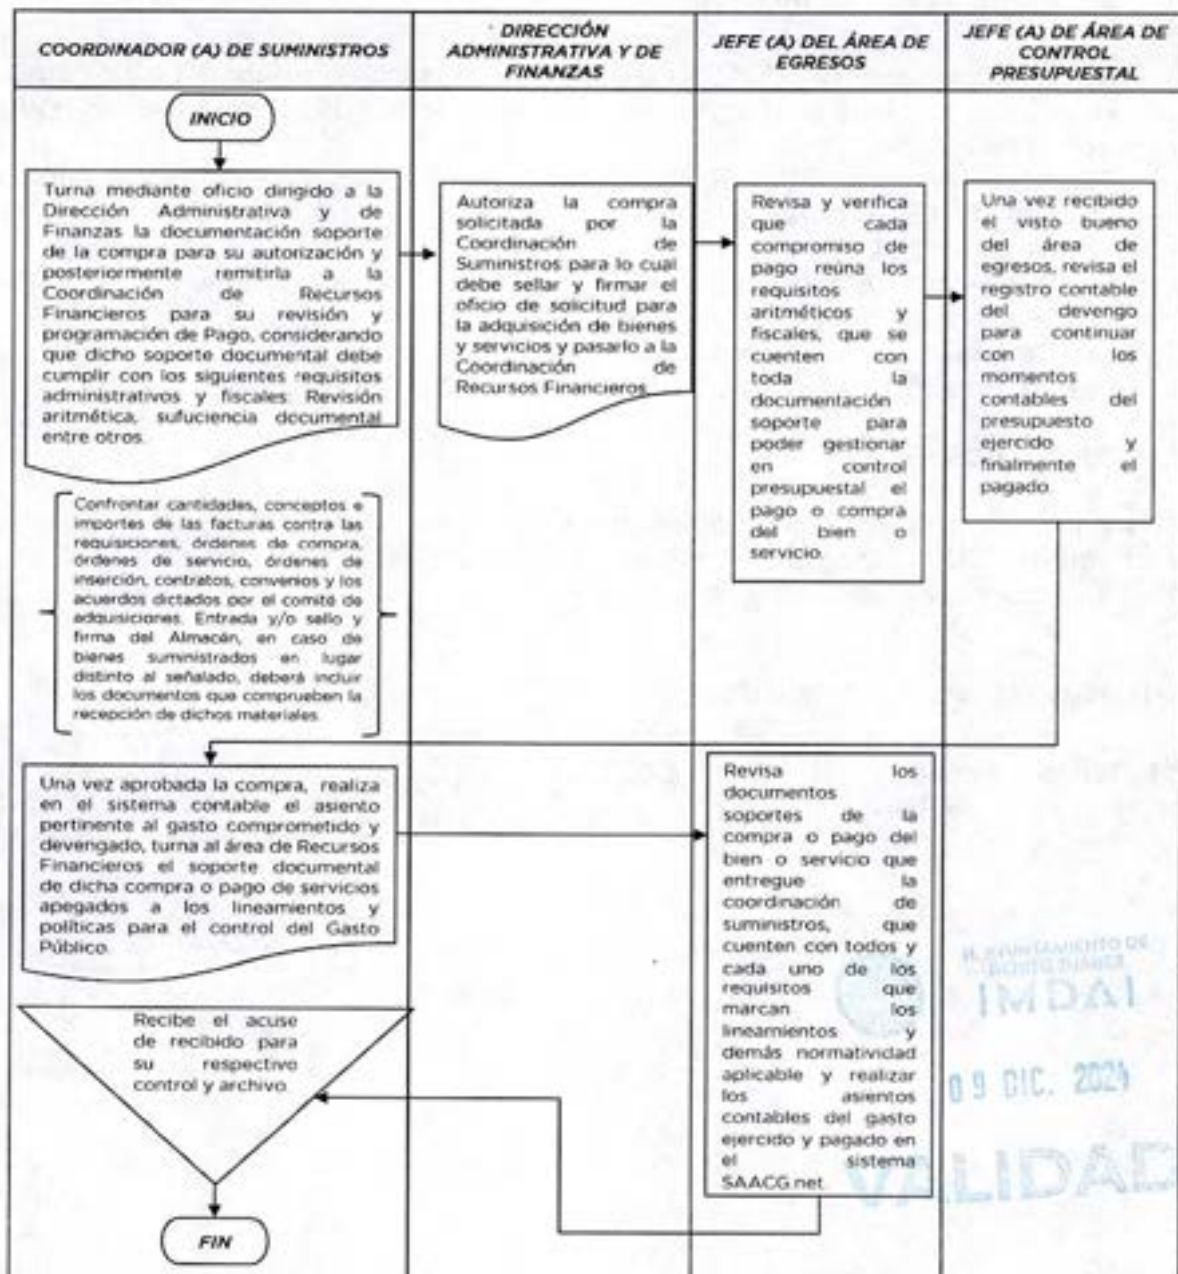 COORDINADOR (A) DE SUMINISTROS
DIRECCIÓN
ADMINISTRATIVA Y DE
FINANZAS
JEFE (A) DEL ÁREA DE
EGRESOS
JEFE (A) DE ÁREA DE
CONTROL
PRESUPUESTAL
INICIO
Turna mediante oficio dirigido a la
Dirección Administrativa y de
Finanzas la documentación soporte
de la compra para su autorización y
posteriormente remitirla a la
Coordinación de Recursos
Financieros para su revisión y
programación de Pago, considerando
que dicho soporte documental debe
cumplir con los siguientes requisitos
administrativos y fiscales: Revisión
aritmética, sufuciencia documental
entre otros.
Autoriza la compra
solicitada por la
Coordinación de
Suministros para lo cual
debe sellar y firmar el
oficio de solicitud para
la adquisición de bienes
y servicios y pasarlo a la
Coordinación de
Recursos Financieros.
Revisa y verifica
que cada
compromiso de
pago reúna los
requisitos
aritméticos y
fiscales, que se
cuenten con
toda la
documentación
soporte para
poder gestionar
en control
presupuestal el
pago o compra
del bien o
servicio.
Una vez recibido
el visto bueno
del área de
egresos, revisa el
registro contable
del devengo
para continuar
con los
momentos
contables del
presupuesto
ejercido y
finalmente el
pagado.
Confrontar cantidades, conceptos e
importes de las facturas contra las
requisiciones, órdenes de compra,
órdenes de servicio, órdenes de
inserción, contratos, convenios y los
acuerdos dictados por el comité de
adquisiciones. Entrada y/o sello y
firma del Almacén, en caso de
bienes suministrados en lugar
distinto al señalado, deberá incluir
los documentos que comprueben la
recepción de dichos materiales.
Una vez aprobada la compra, realiza
en el sistema contable el asiento
pertinente al gasto comprometido y
devengado, turna al área de Recursos
Financieros el soporte documental
de dicha compra o pago de servicios
apegados a los lineamientos y
políticas para el control del Gasto
Público.
Revisa los
documentos
soportes de la
compra o pago del
bien o servicio que
entregue la
coordinación de
suministros, que
cuenten con todos y
cada uno de los
requisitos que
marcan los
lineamientos y
demás normatividad
aplicable y realizar
los asientos
contables del gasto
ejercido y pagado en
el sistema
SAACG.net.
Recibe el acuse
de recibido para
su respectivo
control y archivo.
FIN
H. AYUNTAMIENTO DE
BENITO JUÁREZ
IMDAI
09 DIC. 2024
VALIDAD